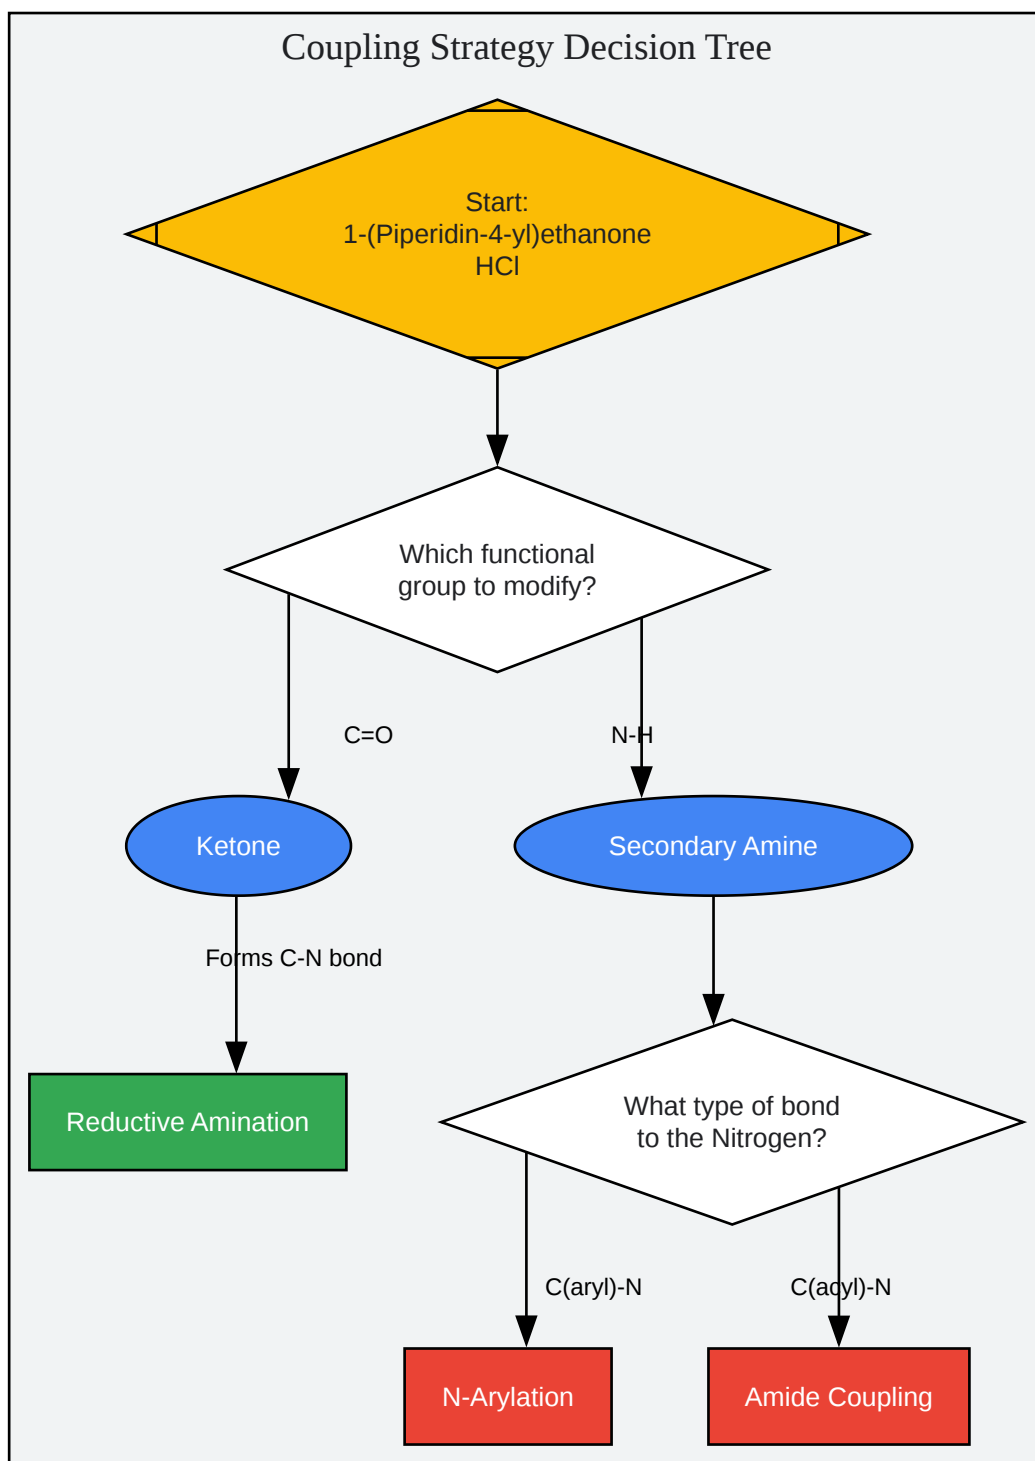 Coupling Strategy Decision Tree
Start:
1-(Piperidin-4-yl)ethanone
HCl
Which functional
group to modify?
C=O
N-H
Ketone
Secondary Amine
Forms C-N bond
Reductive Amination
What type of bond
to the Nitrogen?
C(aryl)-N
C(acyl)-N
N-Arylation
Amide Coupling